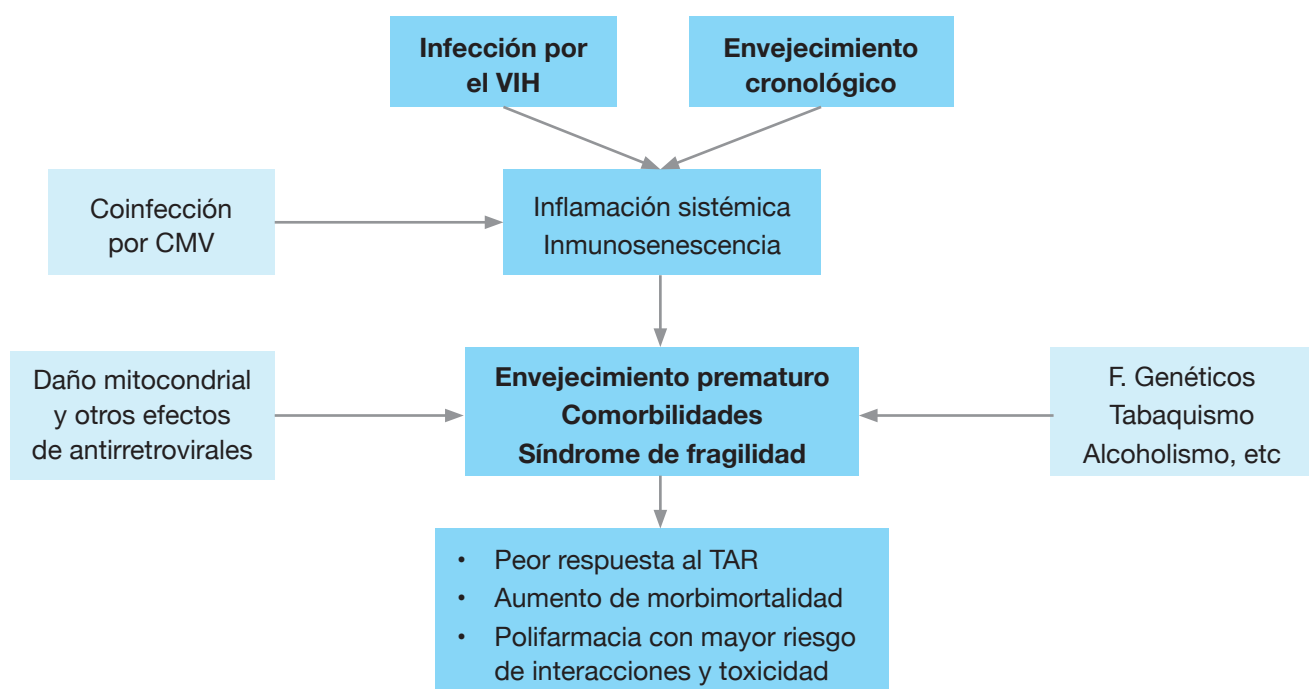 Infección por
el VIH
Envejecimiento
cronológico
Coinfección
por CMV
Inflamación sistémica
Inmunosenescencia
Daño mitocondrial
y otros efectos
de antirretrovirales
Envejecimiento prematuro
Comorbilidades
Síndrome de fragilidad
F. Genéticos
Tabaquismo
Alcoholismo, etc
• Peor respuesta al TAR
• Aumento de morbimortalidad
• Polifarmacia con mayor riesgo
de interacciones y toxicidad